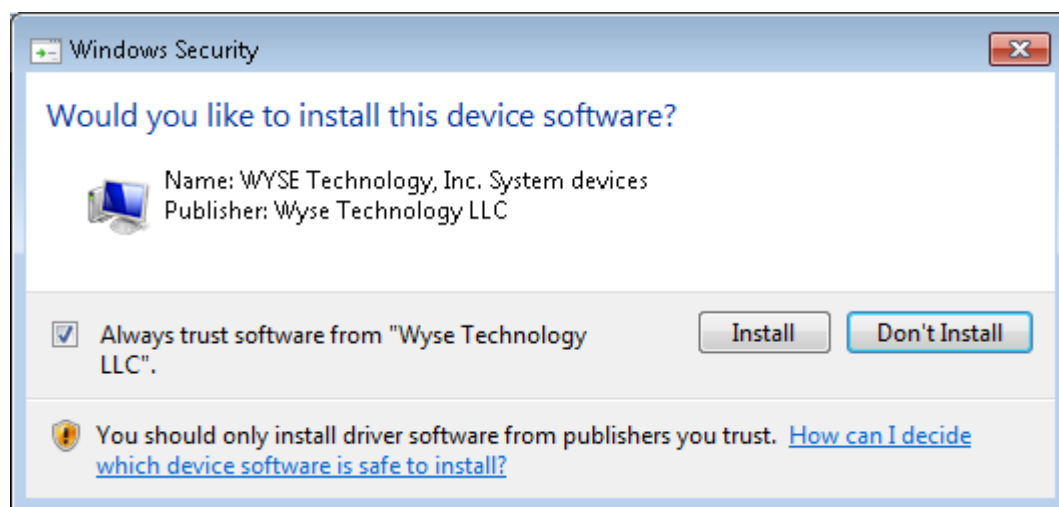 Windows Security
Would you like to install this device software?
Name: WYSE Technology, Inc. System devices
Publisher: Wyse Technology LLC
Always trust software from "Wyse Technology
LLC".
Install
Don't Install
You should only install driver software from publishers you trust. How can I decide
which device software is safe to install?